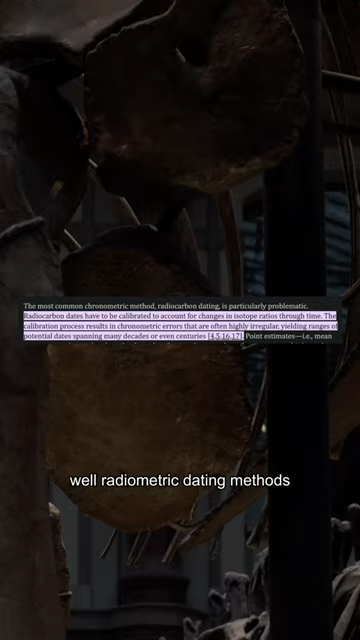 The most common chronometric method, radiocarbon dating, is particularly problematic.
Radiocarbon dates have to be calibrated to account for changes in isotope ratios through time. The
calibration process results in chronometric errors that are often highly irregular, yielding ranges of
potential dates spanning many decades or even centuries [4,5,16,17]. Point estimates—i.e., mean
well radiometric dating methods